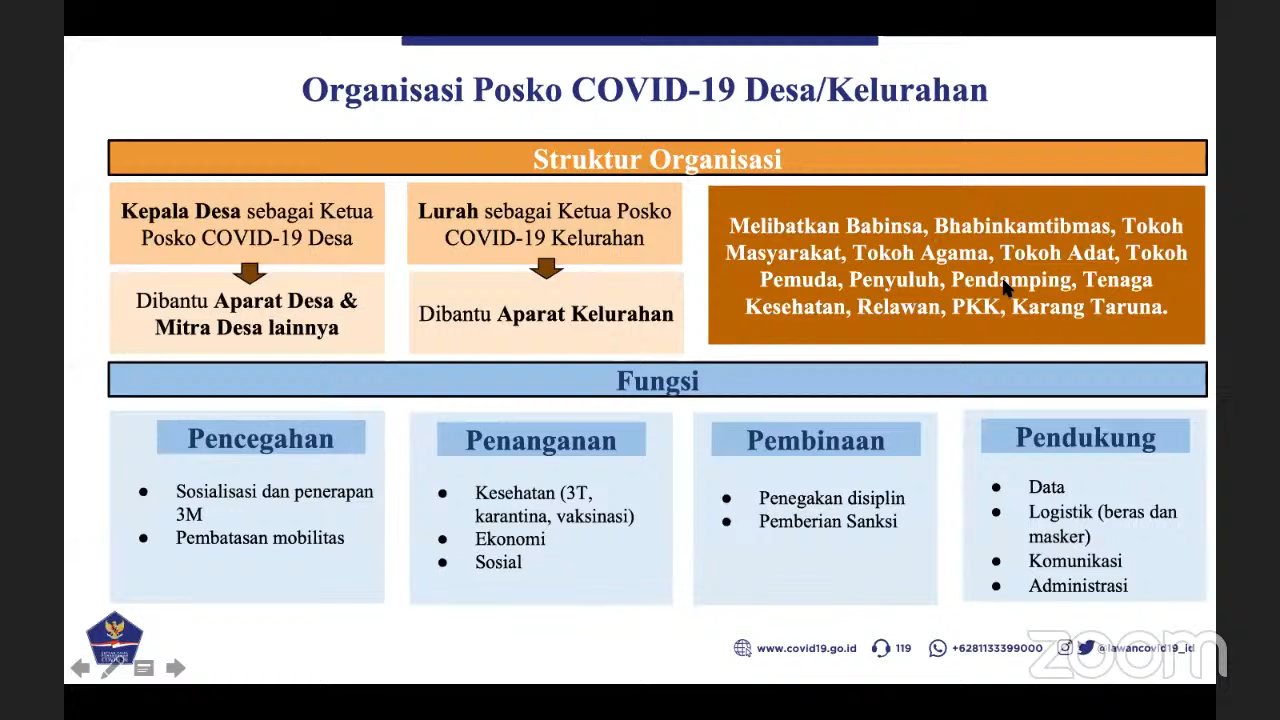 Organisasi Posko COVID-19 Desa/Kelurahan
Struktur Organisasi
Kepala Desa sebagai Ketua
Posko COVID-19 Desa
Dibantu Aparat Desa &
Mitra Desa lainnya
Lurah sebagai Ketua Posko
COVID-19 Kelurahan
Dibantu Aparat Kelurahan
Melibatkan Babinsa, Bhabinkamtibmas, Tokoh
Masyarakat, Tokoh Agama, Tokoh Adat, Tokoh
Pemuda, Penyuluh, Pendamping, Tenaga
Kesehatan, Relawan, PKK, Karang Taruna.
Fungsi
Pencegahan
● Sosialisasi dan penerapan
3M
● Pembatasan mobilitas
Penanganan
● Kesehatan (3T,
karantina, vaksinasi)
● Ekonomi
● Sosial
Pembinaan
● Penegakan disiplin
● Pemberian Sanksi
Pendukung
● Data
● Logistik (beras dan
masker)
● Komunikasi
● Administrasi
www.covid19.go.id
119
+6281133399000
@lawancovid19_id
zoom